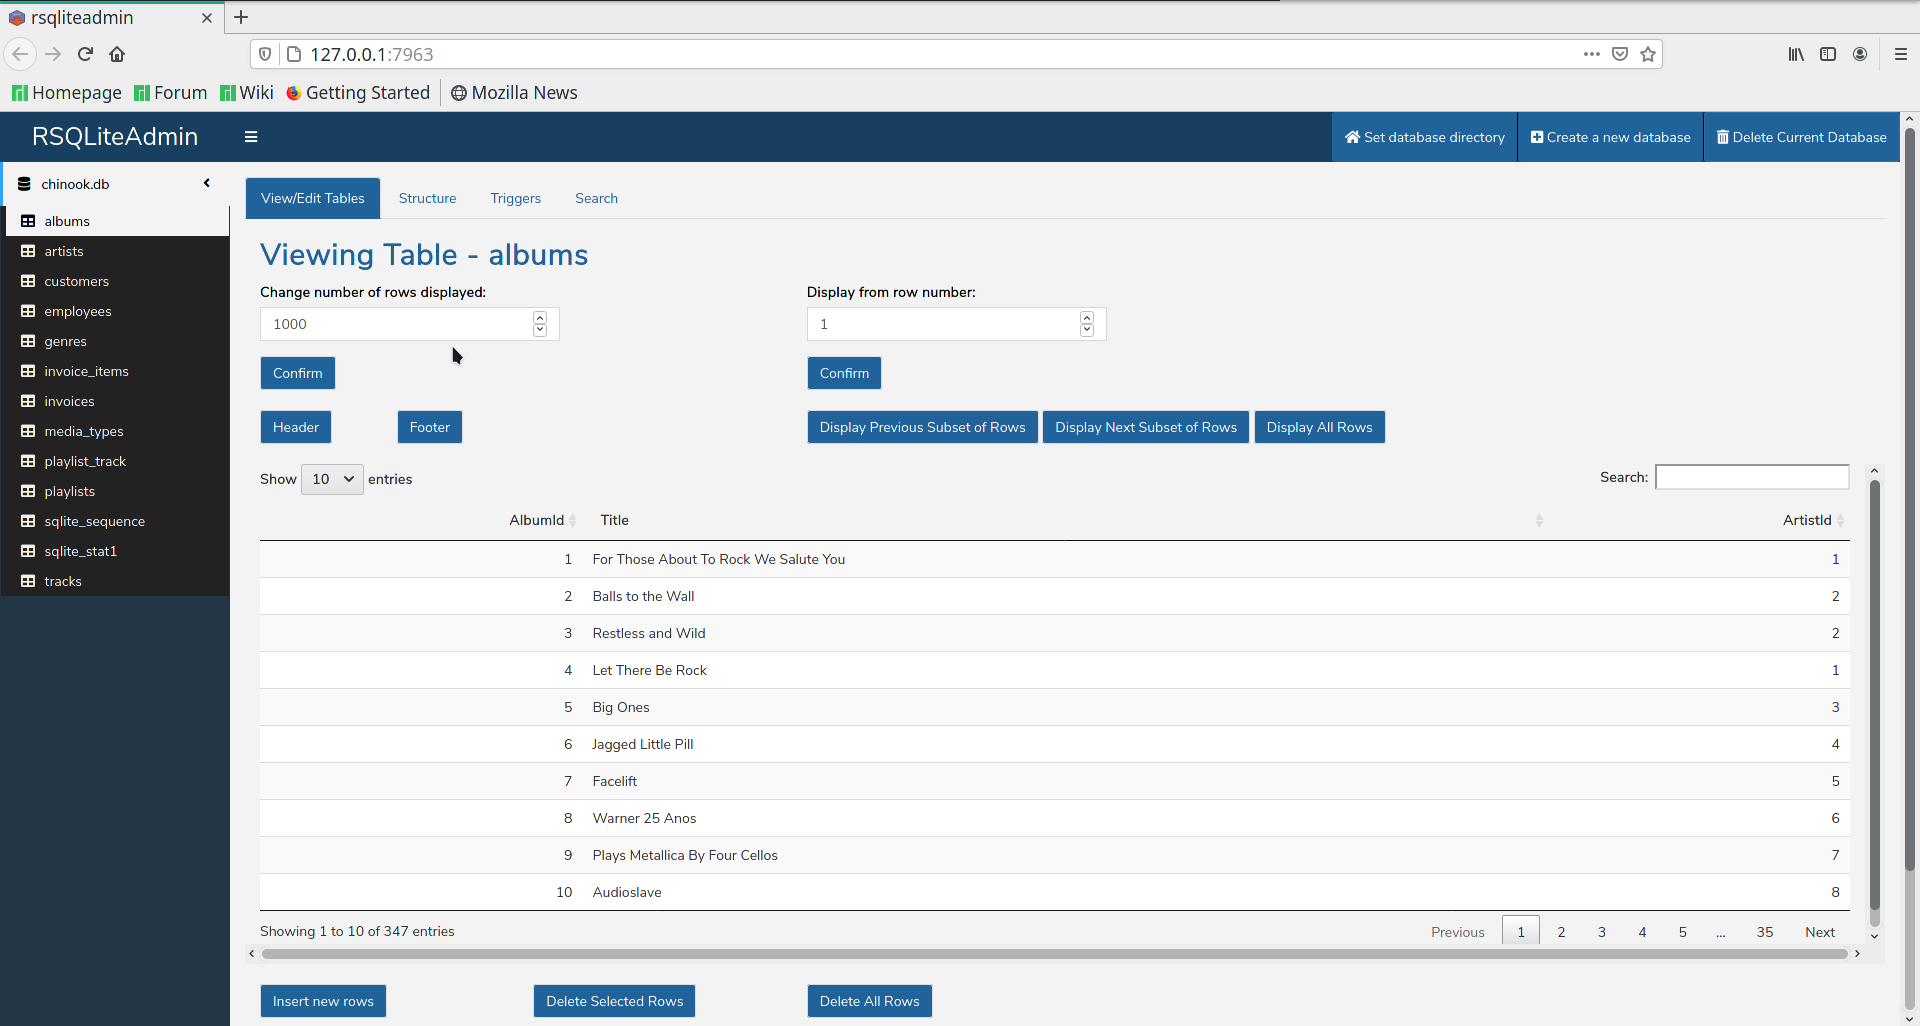 rsqliteadmin
127.0.0.1:7963
Homepage Forum Wiki Getting Started Mozilla News
RSQLiteAdmin Set database directory Create a new database Delete Current Database
chinook.db
albums
artists
customers
employees
genres
invoice_items
invoices
media_types
playlist_track
playlists
sqlite_sequence
sqlite_stat1
tracks
View/Edit Tables Structure Triggers Search
Viewing Table - albums
Change number of rows displayed: Display from row number:
1000 1
Confirm Confirm
Header Footer Display Previous Subset of Rows Display Next Subset of Rows Display All Rows
Show 10 entries Search:
AlbumId Title ArtistId
1 For Those About To Rock We Salute You 1
2 Balls to the Wall 2
3 Restless and Wild 2
4 Let There Be Rock 1
5 Big Ones 3
6 Jagged Little Pill 4
7 Facelift 5
8 Warner 25 Anos 6
9 Plays Metallica By Four Cellos 7
10 Audioslave 8
Showing 1 to 10 of 347 entries Previous 1 2 3 4 5 ... 35 Next
Insert new rows Delete Selected Rows Delete All Rows